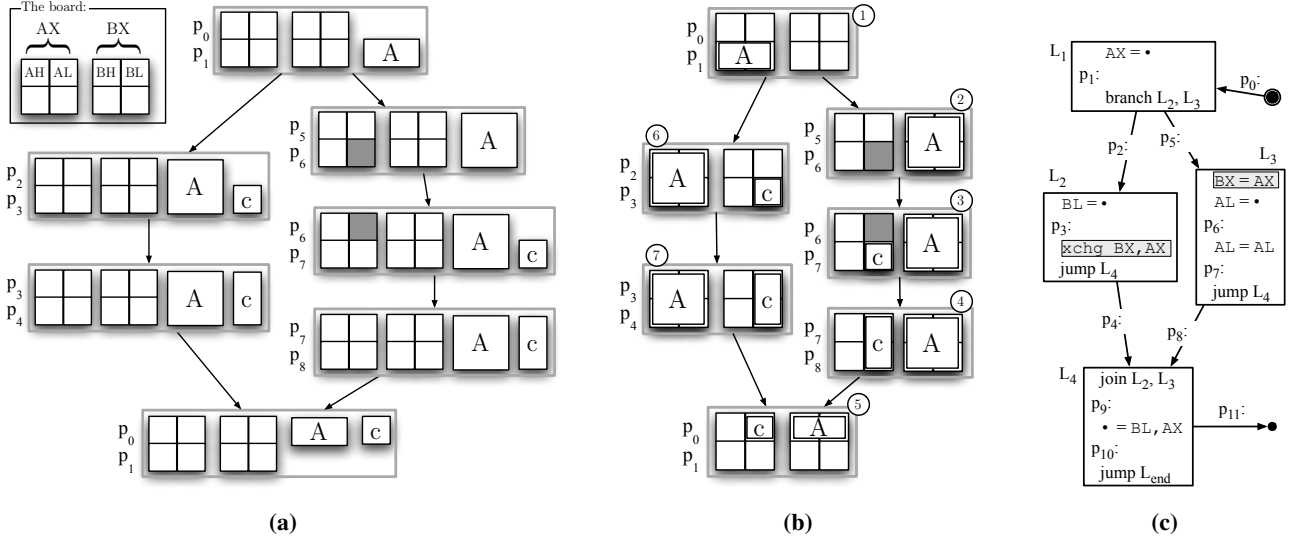 The board:
AX BX
AH AL BH BL
p0
p1
A
p5
p6
A
p2
p3
A c
p6
p7
A c
p3
p4
A c
p7
p8
A c
p0
p1
A c
(a)
1
p0
p1
A
2
p5
p6
A
6
p2
p3
A c
3
p6
p7
c A
7
p3
p4
A c
4
p7
p8
c A
5
p0
p1
c A
(b)
L1
AX = •
p1:
branch L2, L3
p0:
p2:
p5:
L3
BX = AX
AL = •
p6:
AL = AL
p7:
jump L4
L2
BL = •
p3:
xchg BX, AX
jump L4
p4:
p8:
L4
join L2, L3
p9:
• = BL, AX
p10:
jump Lend
p11:
(c)